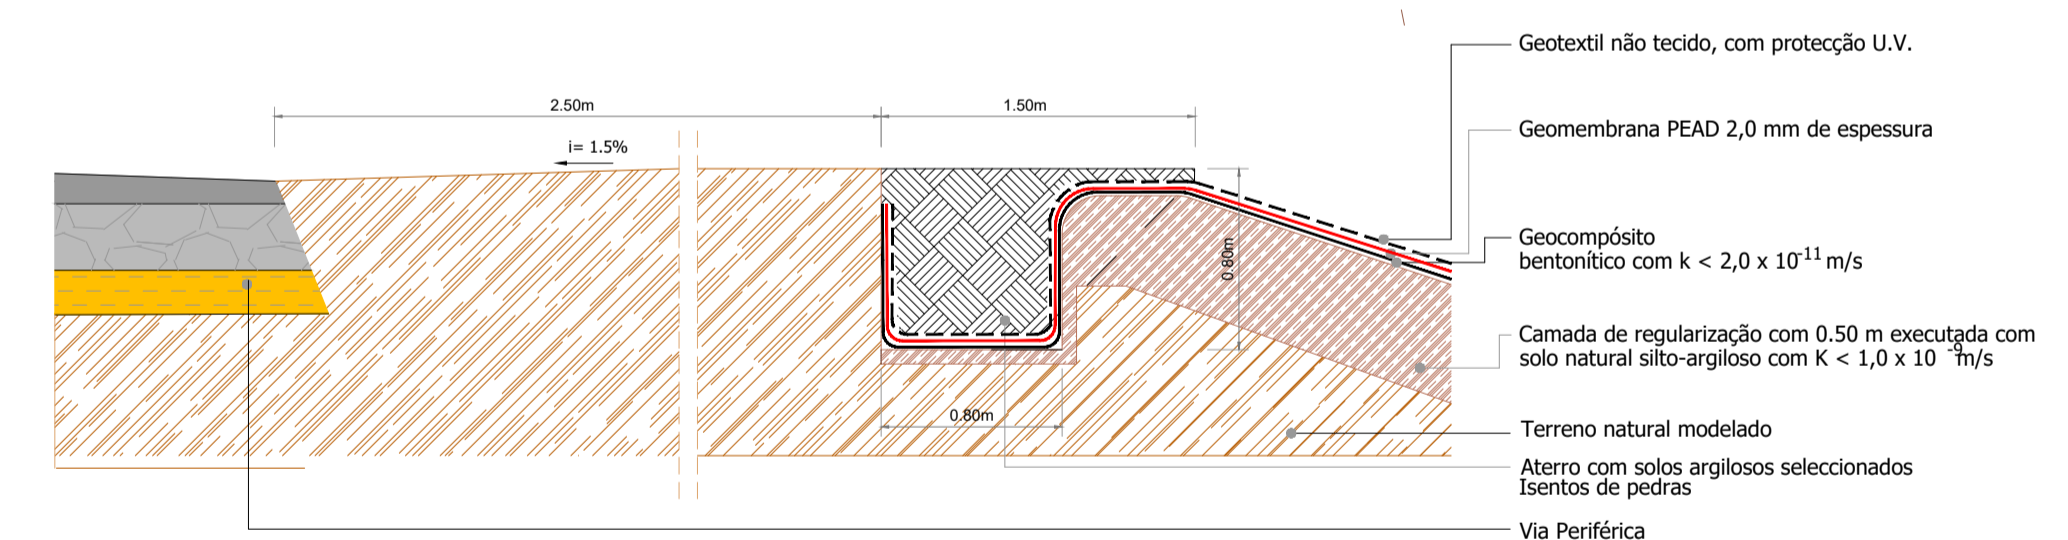 Geotextil não tecido, com protecção U.V.
2.50m
1.50m
Geomembrana PEAD 2,0 mm de espessura
i= 1.5%
Geocompósito
bentonítico com k < 2,0 x 10⁻¹¹ m/s
0.80m
Camada de regularização com 0.50 m executada com
solo natural silto-argiloso com K < 1,0 x 10⁻⁹ m/s
0.80m
Terreno natural modelado
Aterro com solos argilosos seleccionados
Isentos de pedras
Via Periférica